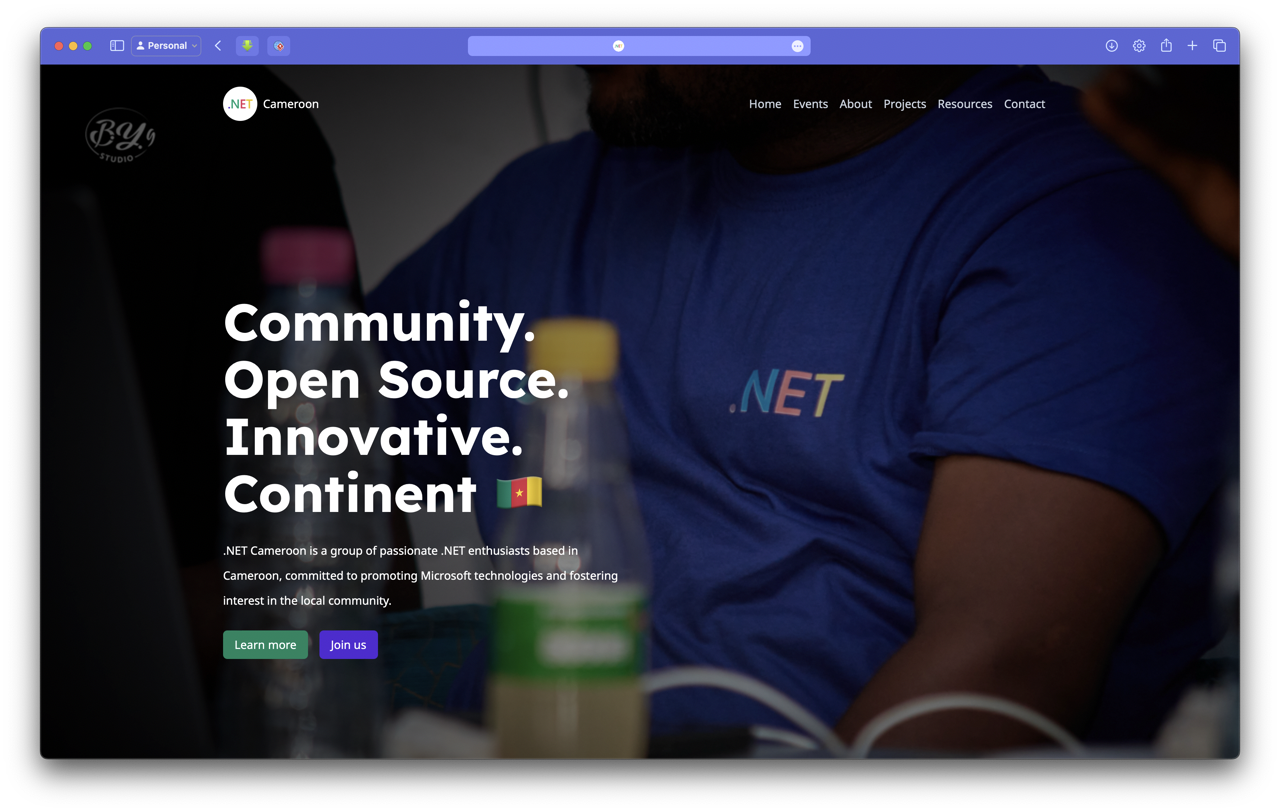 Personal
.NET Cameroon
Home Events About Projects Resources Contact
BY9
STUDIO
Community.
Open Source.
Innovative.
Continent 🇨🇲
.NET
.NET Cameroon is a group of passionate .NET enthusiasts based in
Cameroon, committed to promoting Microsoft technologies and fostering
interest in the local community.
Learn more Join us